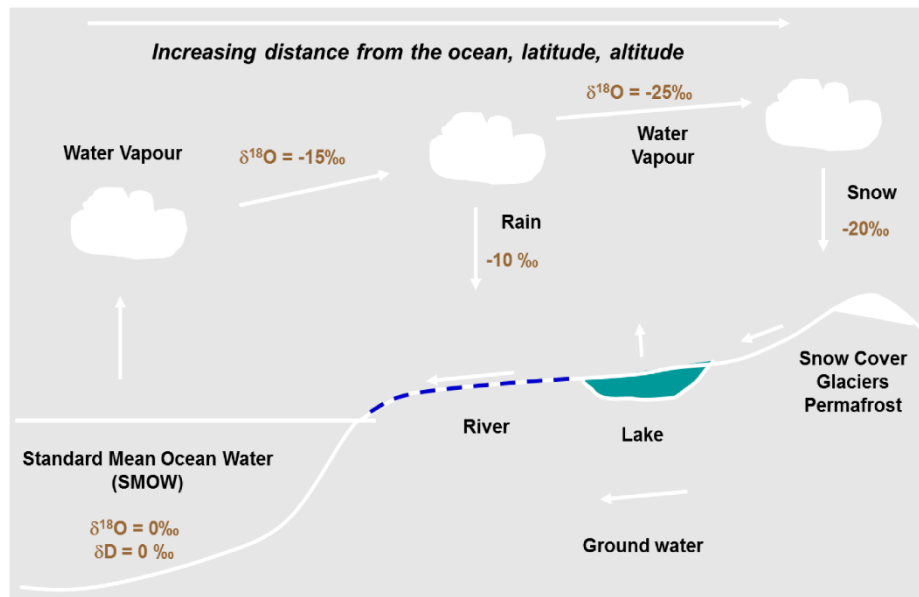 Increasing distance from the ocean, latitude, altitude
δ18O = -25‰
Water Vapour
δ18O = -15‰
Water
Vapour
Rain
Snow
-10 ‰
-20‰
Snow Cover
Glaciers
Permafrost
River
Lake
Standard Mean Ocean Water
(SMOW)
δ18O = 0‰
δD = 0 ‰
Ground water